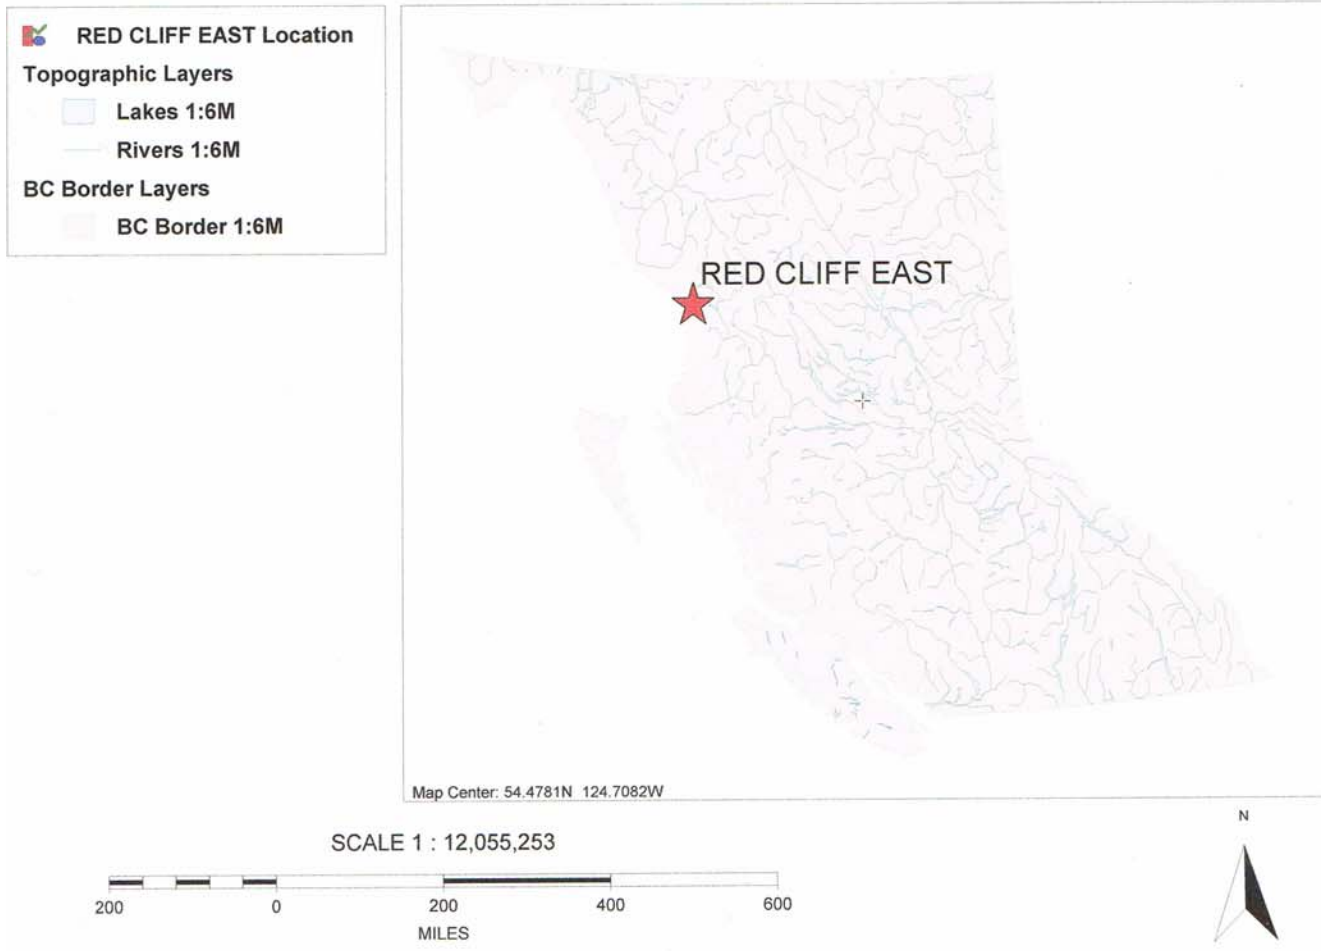 RED CLIFF EAST Location
Topographic Layers
Lakes 1:6M
Rivers 1:6M
BC Border Layers
BC Border 1:6M
RED CLIFF EAST
Map Center: 54.4781N 124.7082W
SCALE 1 : 12,055,253
200 0 200 400 600
MILES
N